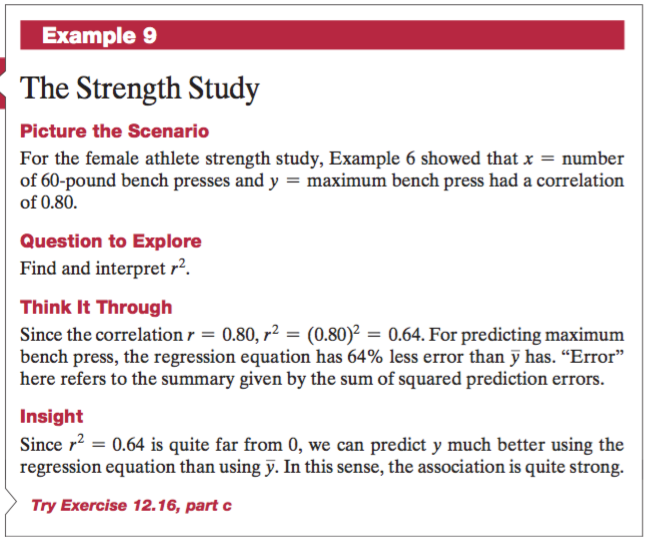 Example 9
The Strength Study
Picture the Scenario
For the female athlete strength study, Example 6 showed that x = number
of 60-pound bench presses and y = maximum bench press had a correlation
of 0.80.
Question to Explore
Find and interpret r².
Think It Through
Since the correlation r = 0.80, r² = (0.80)² = 0.64. For predicting maximum
bench press, the regression equation has 64% less error than ȳ has. “Error”
here refers to the summary given by the sum of squared prediction errors.
Insight
Since r² = 0.64 is quite far from 0, we can predict y much better using the
regression equation than using ȳ. In this sense, the association is quite strong.
Try Exercise 12.16, part c